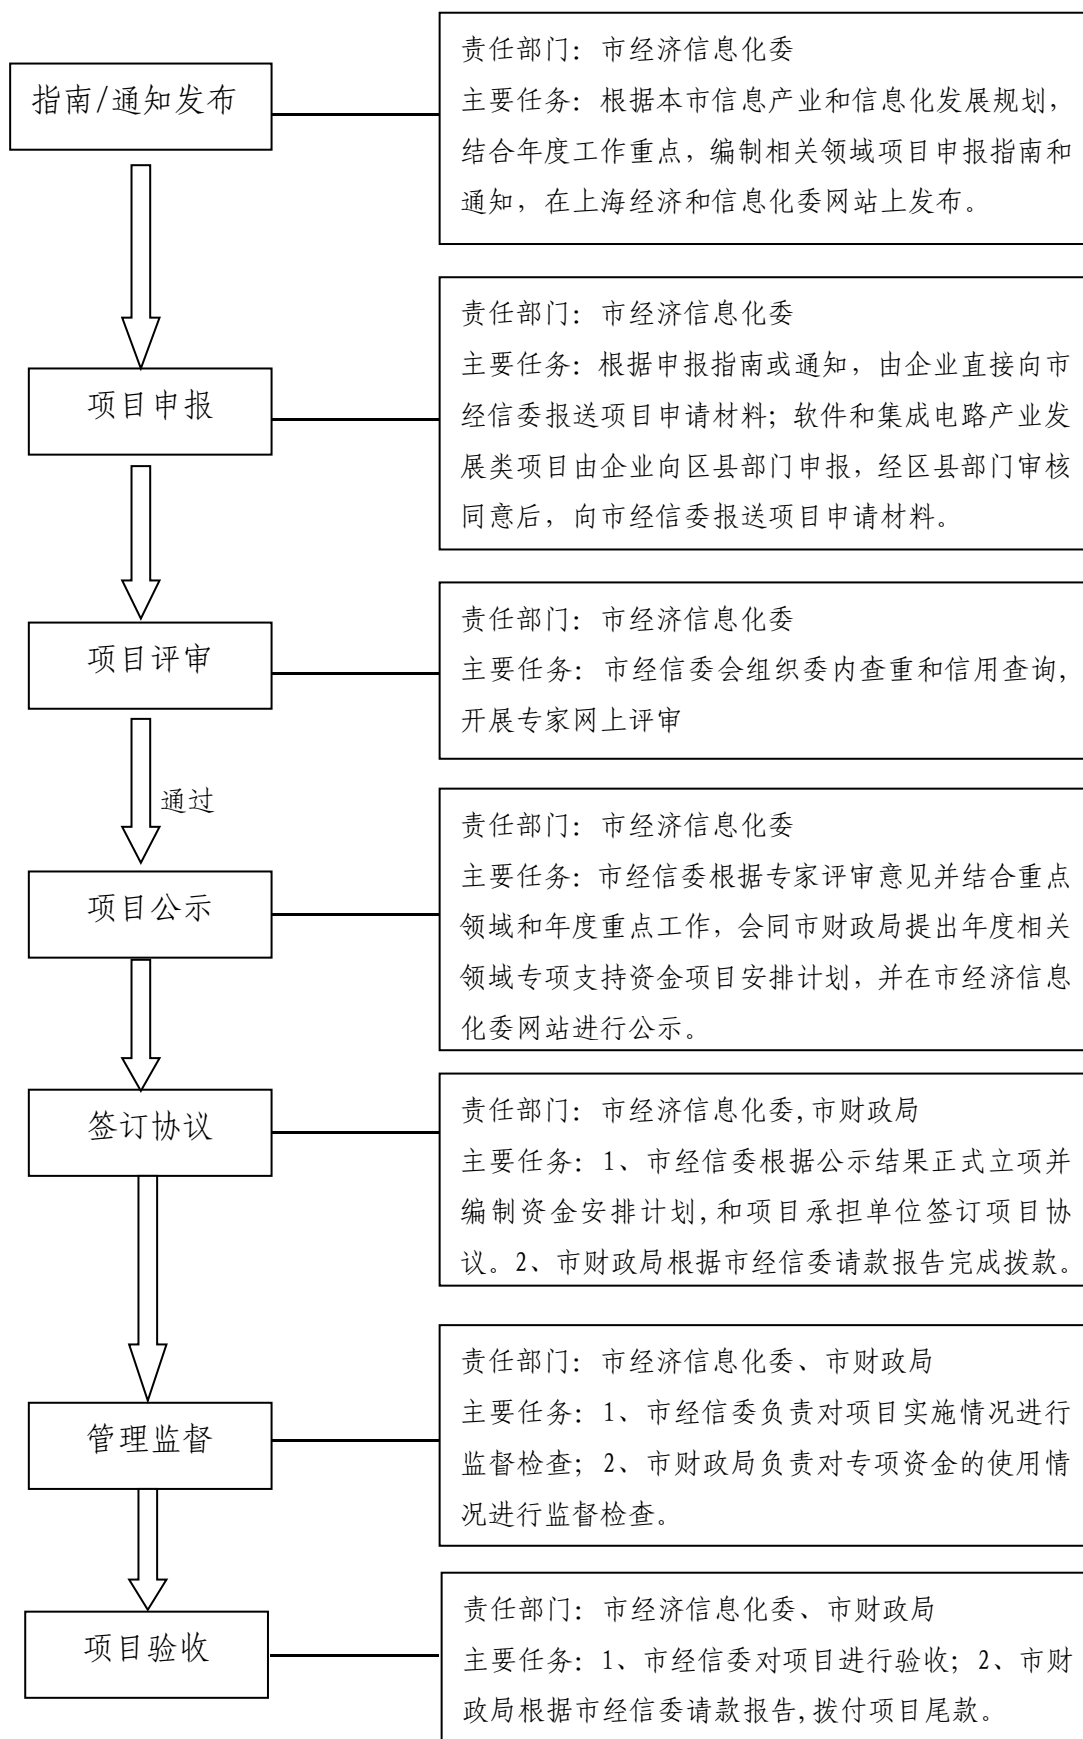 指南/通知发布
责任部门：市经济信息化委
主要任务：根据本市信息产业和信息化发展规划，
结合年度工作重点，编制相关领域项目申报指南和
通知，在上海经济和信息化委网站上发布。
项目申报
责任部门：市经济信息化委
主要任务：根据申报指南或通知，由企业直接向市
经信委报送项目申请材料；软件和集成电路产业发
展类项目由企业向区县部门申报，经区县部门审核
同意后，向市经信委报送项目申请材料。
项目评审
责任部门：市经济信息化委
主要任务：市经信委会组织委内查重和信用查询，
开展专家网上评审
通过
项目公示
责任部门：市经济信息化委
主要任务：市经信委根据专家评审意见并结合重点
领域和年度重点工作，会同市财政局提出年度相关
领域专项支持资金项目安排计划，并在市经济信息
化委网站进行公示。
签订协议
责任部门：市经济信息化委,市财政局
主要任务：1、市经信委根据公示结果正式立项并
编制资金安排计划,和项目承担单位签订项目协
议。2、市财政局根据市经信委请款报告完成拨款。
管理监督
责任部门：市经济信息化委、市财政局
主要任务：1、市经信委负责对项目实施情况进行
监督检查；2、市财政局负责对专项资金的使用情
况进行监督检查。
项目验收
责任部门：市经济信息化委、市财政局
主要任务：1、市经信委对项目进行验收；2、市财
政局根据市经信委请款报告,拨付项目尾款。